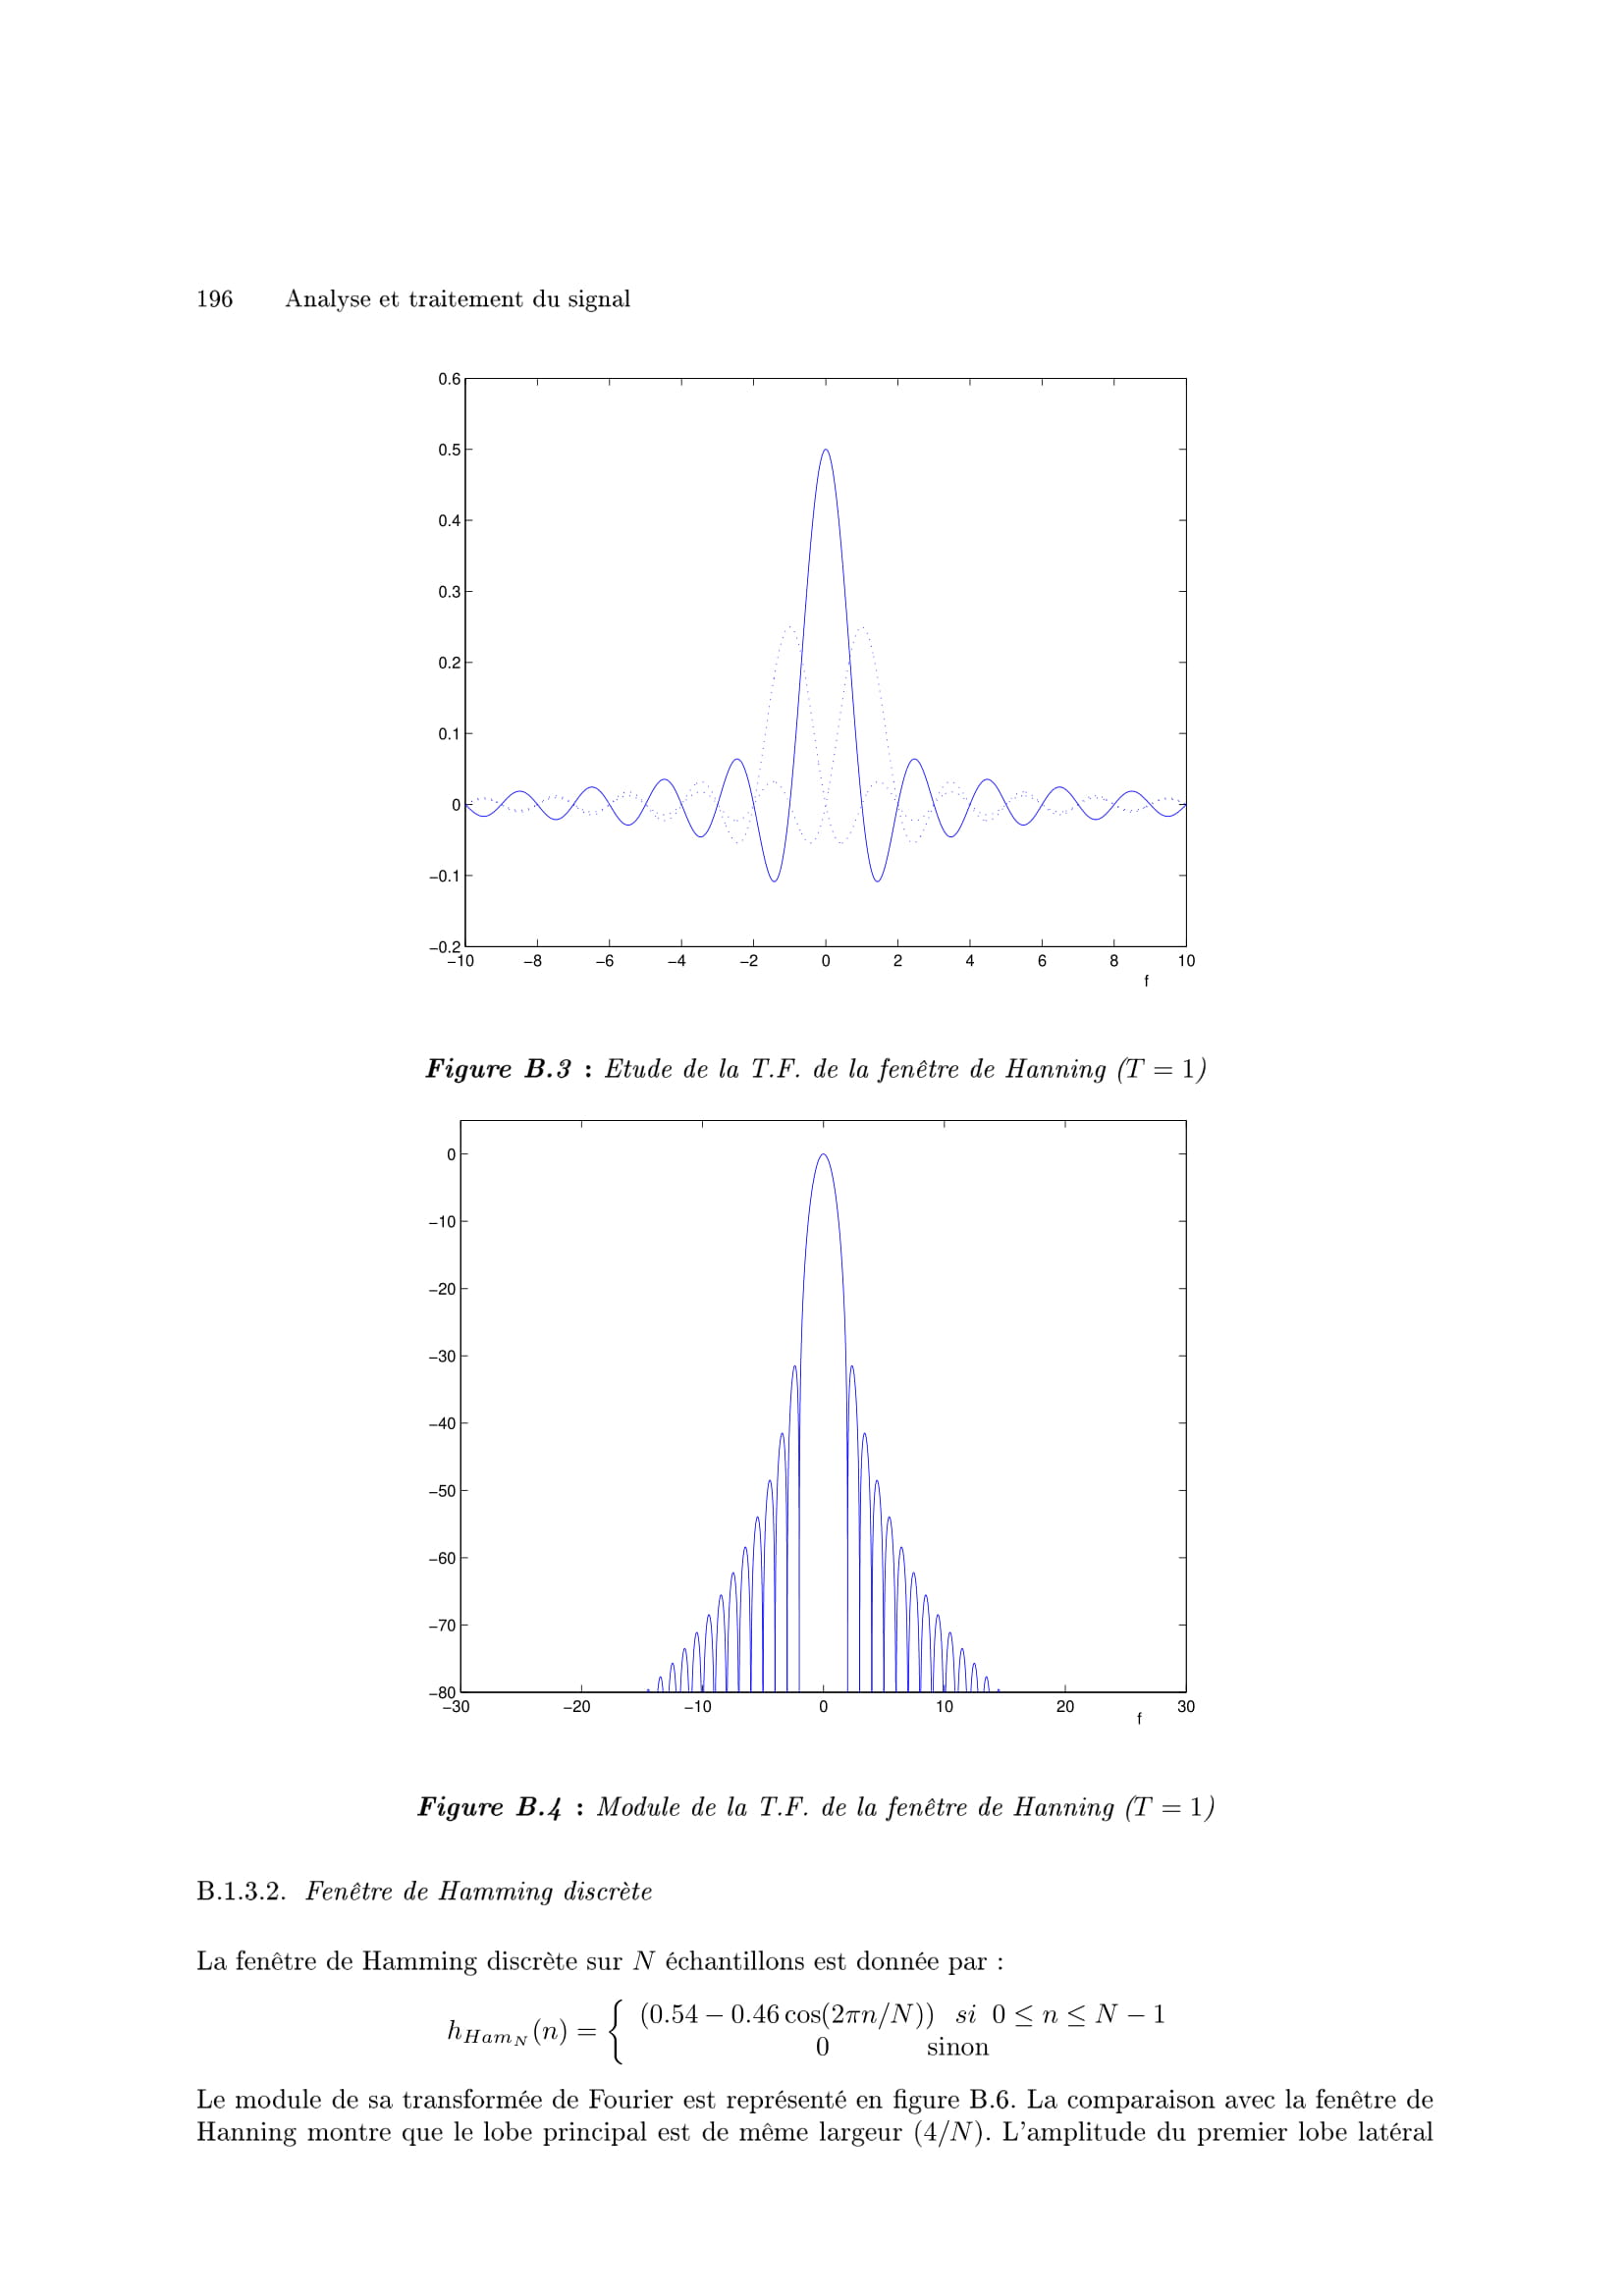 196 Analyse et traitement du signal
0.6
0.5
0.4
0.3
0.2
0.1
0
−0.1
−0.2
−10 −8 −6 −4 −2 0 2 4 6 8 10
f
Figure B.3 : Etude de la T.F. de la fenêtre de Hanning (T = 1)
0
−10
−20
−30
−40
−50
−60
−70
−80
−30 −20 −10 0 10 20 30
f
Figure B.4 : Module de la T.F. de la fenêtre de Hanning (T = 1)
B.1.3.2. Fenêtre de Hamming discrète
La fenêtre de Hamming discrète sur N échantillons est donnée par :
h_{Ham_N}(n) = { (0.54 − 0.46 cos(2πn/N)) si 0 ≤ n ≤ N − 1
0 sinon
Le module de sa transformée de Fourier est représenté en figure B.6. La comparaison avec la fenêtre de
Hanning montre que le lobe principal est de même largeur (4/N). L'amplitude du premier lobe latéral